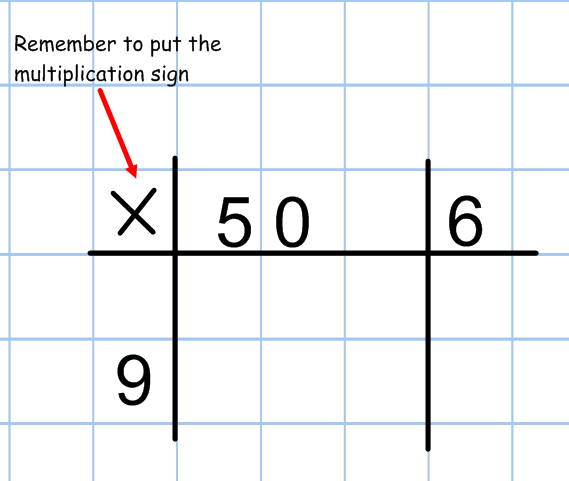 Remember to put the
multiplication sign
× 50 6
9